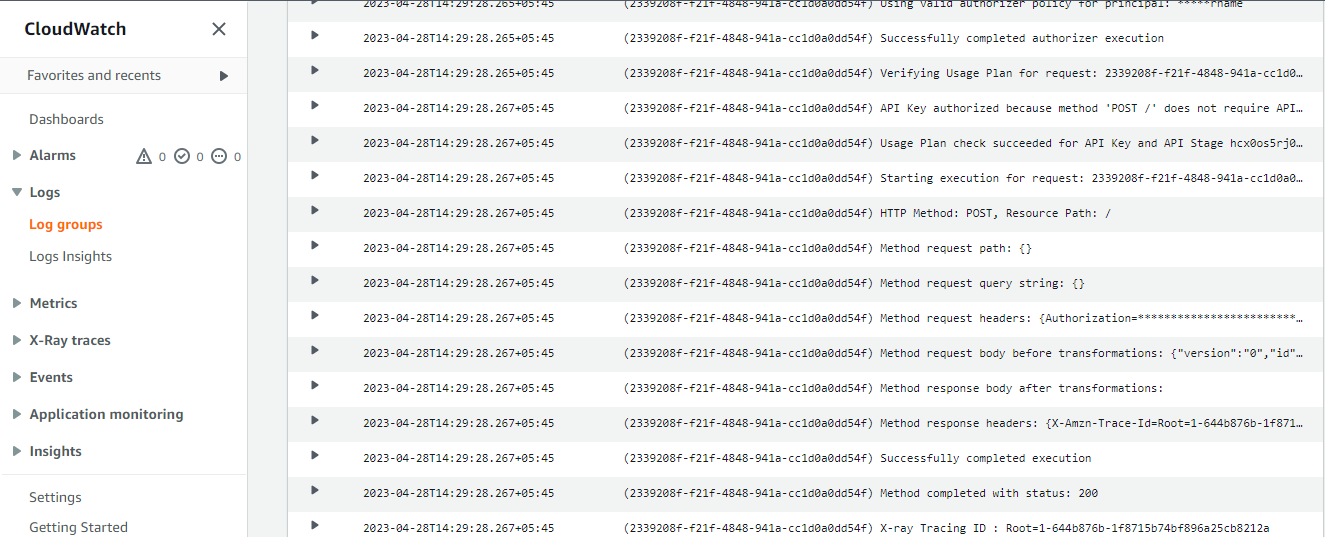 CloudWatch
Favorites and recents
Dashboards
Alarms 0 0 0
Logs
Log groups
Logs Insights
Metrics
X-Ray traces
Events
Application monitoring
Insights
Settings
Getting Started
2023-04-28T14:29:28.265+05:45 (2339208f-f21f-4848-941a-cc1d0a0dd54f) Using valid authorizer policy for principal: *****rname
2023-04-28T14:29:28.265+05:45 (2339208f-f21f-4848-941a-cc1d0a0dd54f) Successfully completed authorizer execution
2023-04-28T14:29:28.265+05:45 (2339208f-f21f-4848-941a-cc1d0a0dd54f) Verifying Usage Plan for request: 2339208f-f21f-4848-941a-cc1d0…
2023-04-28T14:29:28.267+05:45 (2339208f-f21f-4848-941a-cc1d0a0dd54f) API Key authorized because method 'POST /' does not require API…
2023-04-28T14:29:28.267+05:45 (2339208f-f21f-4848-941a-cc1d0a0dd54f) Usage Plan check succeeded for API Key and API Stage hcx0os5rj0…
2023-04-28T14:29:28.267+05:45 (2339208f-f21f-4848-941a-cc1d0a0dd54f) Starting execution for request: 2339208f-f21f-4848-941a-cc1d0a0…
2023-04-28T14:29:28.267+05:45 (2339208f-f21f-4848-941a-cc1d0a0dd54f) HTTP Method: POST, Resource Path: /
2023-04-28T14:29:28.267+05:45 (2339208f-f21f-4848-941a-cc1d0a0dd54f) Method request path: {}
2023-04-28T14:29:28.267+05:45 (2339208f-f21f-4848-941a-cc1d0a0dd54f) Method request query string: {}
2023-04-28T14:29:28.267+05:45 (2339208f-f21f-4848-941a-cc1d0a0dd54f) Method request headers: {Authorization=************************…
2023-04-28T14:29:28.267+05:45 (2339208f-f21f-4848-941a-cc1d0a0dd54f) Method request body before transformations: {"version":"0","id"…
2023-04-28T14:29:28.267+05:45 (2339208f-f21f-4848-941a-cc1d0a0dd54f) Method response body after transformations:
2023-04-28T14:29:28.267+05:45 (2339208f-f21f-4848-941a-cc1d0a0dd54f) Method response headers: {X-Amzn-Trace-Id=Root=1-644b876b-1f871…
2023-04-28T14:29:28.267+05:45 (2339208f-f21f-4848-941a-cc1d0a0dd54f) Successfully completed execution
2023-04-28T14:29:28.267+05:45 (2339208f-f21f-4848-941a-cc1d0a0dd54f) Method completed with status: 200
2023-04-28T14:29:28.267+05:45 (2339208f-f21f-4848-941a-cc1d0a0dd54f) X-ray Tracing ID : Root=1-644b876b-1f8715b74bf896a25cb8212a